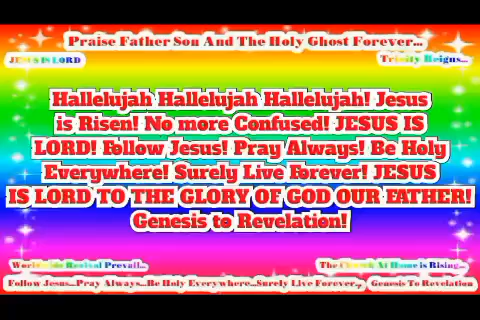 Praise Father Son And The Holy Ghost Forever...
JESUS IS LORD
Trinity Reigns...
Hallelujah Hallelujah Hallelujah! Jesus
is Risen! No more Confused! JESUS IS
LORD! Follow Jesus! Pray Always! Be Holy
Everywhere! Surely Live Forever! JESUS
IS LORD TO THE GLORY OF GOD OUR FATHER!
Genesis to Revelation!
Worldwide Revival Prevail...
The Church At Home is Rising...
Follow Jesus...Pray Always...Be Holy Everywhere...Surely Live Forever...
Genesis To Revelation